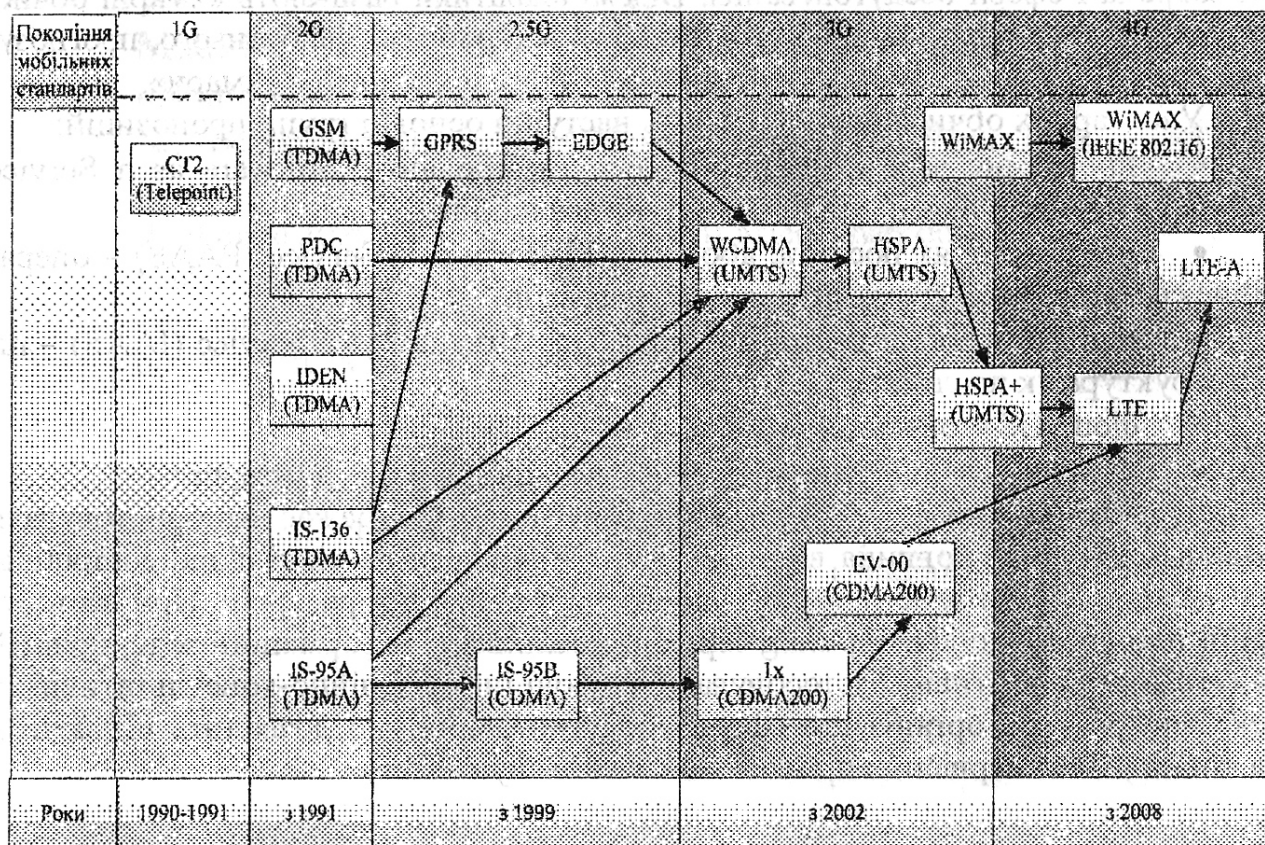 Покоління
мобільних
стандартів
1G
2G
2,5G
3G
4G
CT2
(Telepoint)
GSM
(TDMA)
GPRS
EDGE
WiMAX
WiMAX
(IEEE 802.16)
PDC
(TDMA)
WCDMA
(UMTS)
HSPA
(UMTS)
LTE-A
IDEN
(TDMA)
HSPA+
(UMTS)
LTE
IS-136
(TDMA)
EV-00
(CDMA200)
IS-95A
(TDMA)
IS-95B
(CDMA)
1x
(CDMA200)
Роки
1990-1991
з 1991
з 1999
з 2002
з 2008